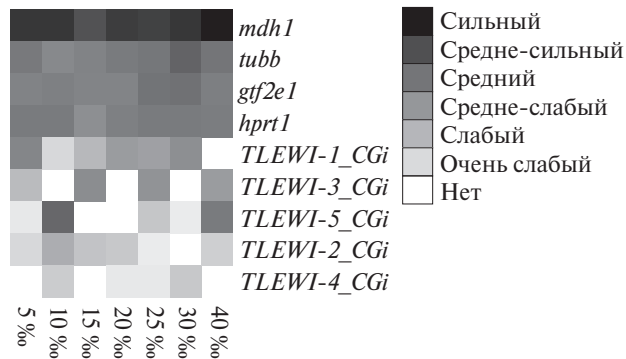 mdh1
tubb
gtf2e1
hprt1
TLEWI-1_CGi
TLEWI-3_CGi
TLEWI-5_CGi
TLEWI-2_CGi
TLEWI-4_CGi
5 ‰
10 ‰
15 ‰
20 ‰
25 ‰
30 ‰
40 ‰
Сильный
Средне-сильный
Средний
Средне-слабый
Слабый
Очень слабый
Нет